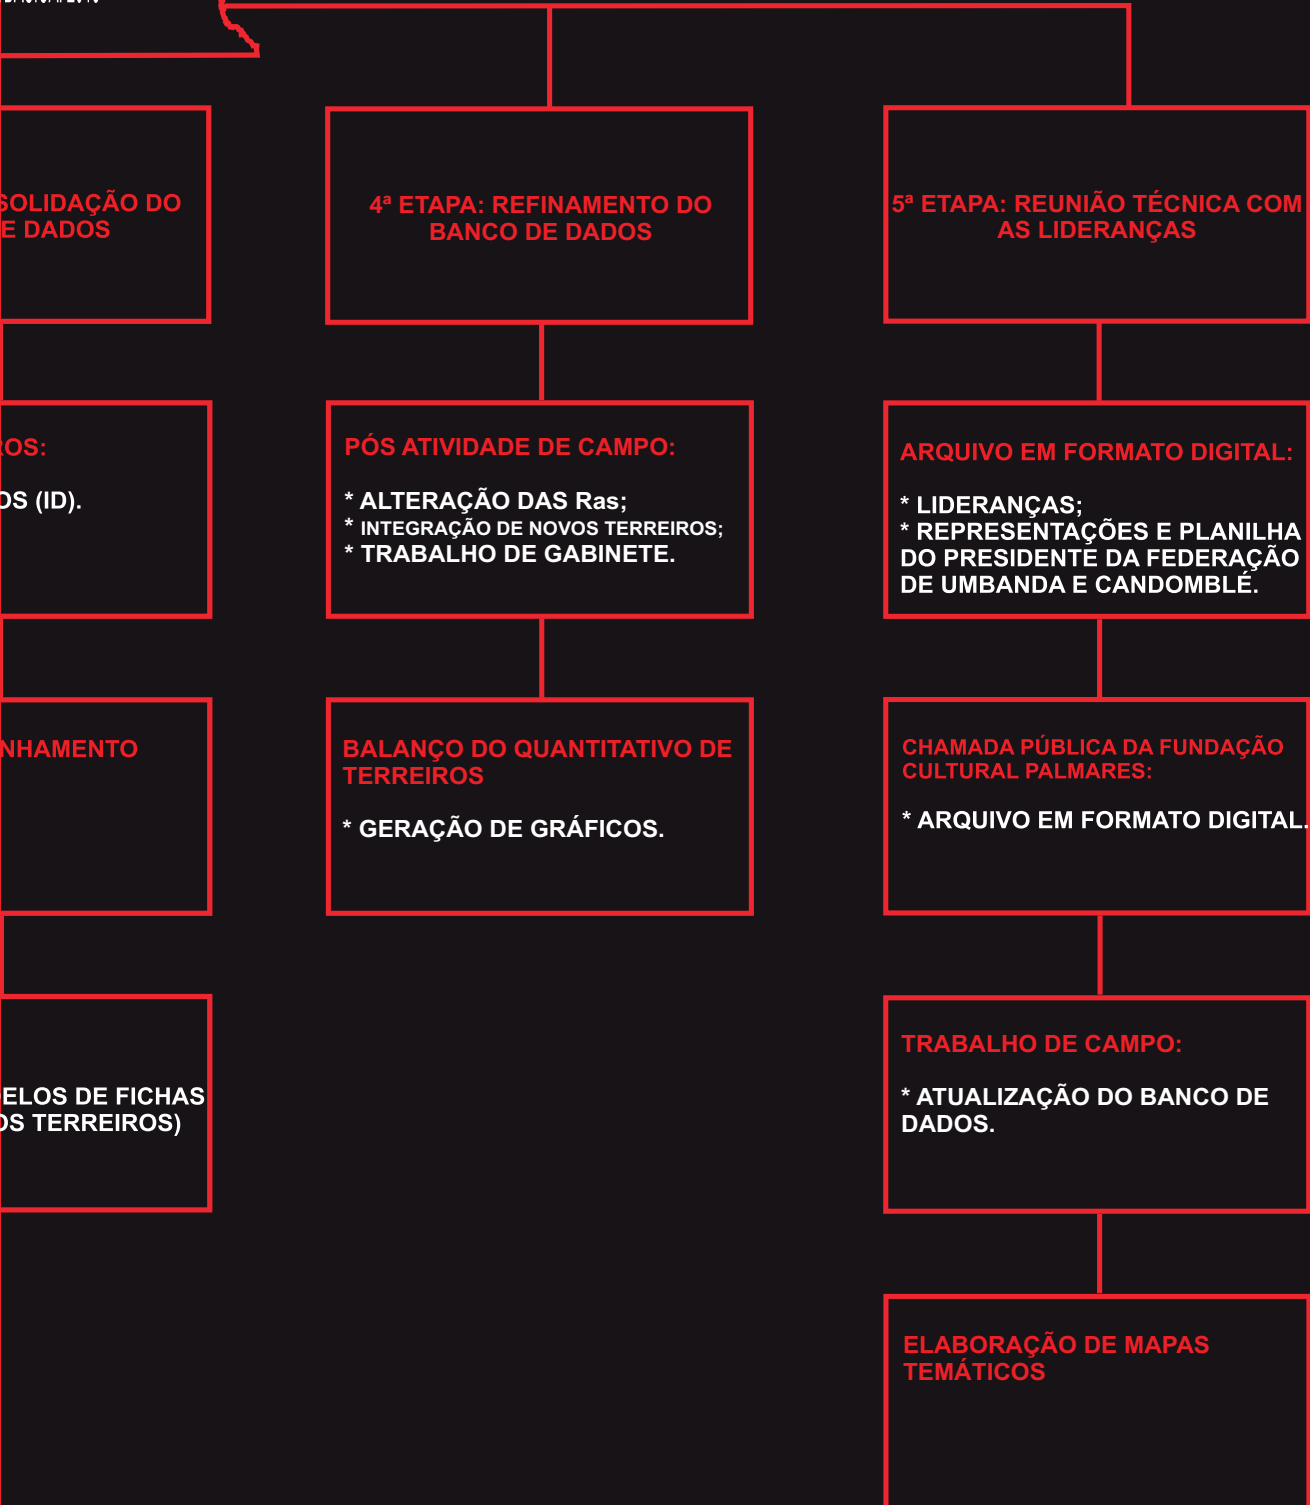 SOLIDAÇÃO DO
E DADOS
OS (ID).
NHAMENTO
ELOS DE FICHAS
OS TERREIROS)
4ª ETAPA: REFINAMENTO DO
BANCO DE DADOS
PÓS ATIVIDADE DE CAMPO:
* ALTERAÇÃO DAS Ras;
* INTEGRAÇÃO DE NOVOS TERREIROS;
* TRABALHO DE GABINETE.
BALANÇO DO QUANTITATIVO DE
TERREIROS
* GERAÇÃO DE GRÁFICOS.
5ª ETAPA: REUNIÃO TÉCNICA COM
AS LIDERANÇAS
ARQUIVO EM FORMATO DIGITAL:
* LIDERANÇAS;
* REPRESENTAÇÕES E PLANILHA
DO PRESIDENTE DA FEDERAÇÃO
DE UMBANDA E CANDOMBLÉ.
CHAMADA PÚBLICA DA FUNDAÇÃO
CULTURAL PALMARES:
* ARQUIVO EM FORMATO DIGITAL.
TRABALHO DE CAMPO:
* ATUALIZAÇÃO DO BANCO DE
DADOS.
ELABORAÇÃO DE MAPAS
TEMÁTICOS